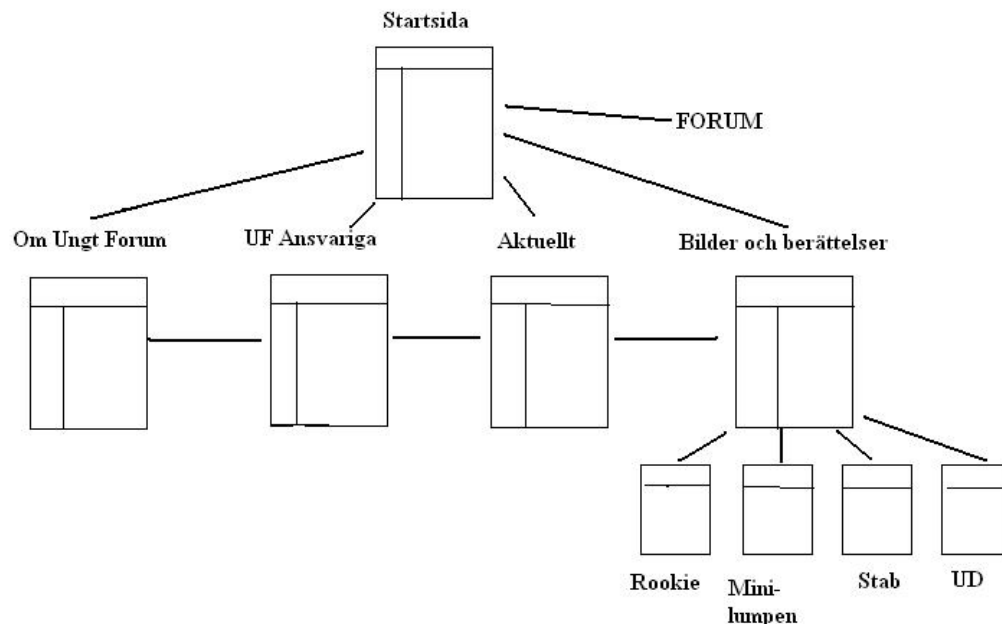 Startsida
FORUM
Om Ungt Forum
UF Ansvariga
Aktuellt
Bilder och berättelser
Rookie
Mini-
lumpen
Stab
UD